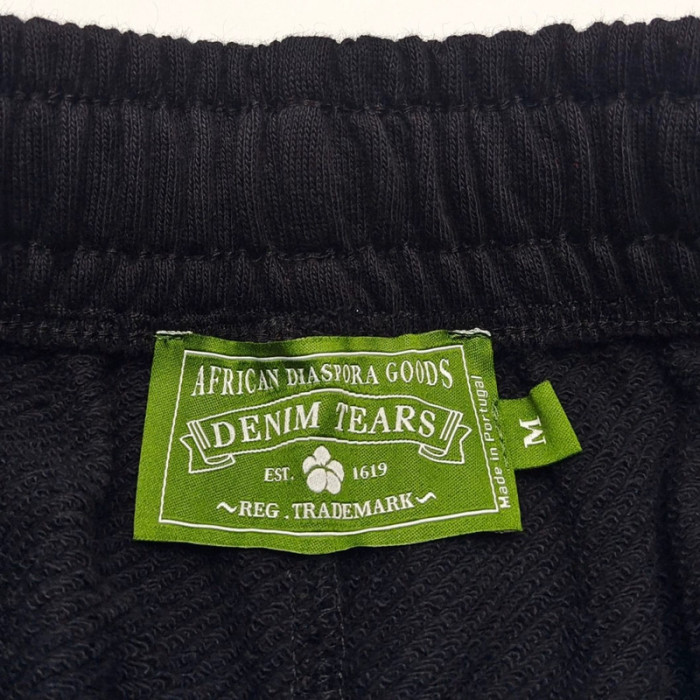 AFRICAN DIASPORA GOODS
DENIM TEARS
EST. 1619
~REG.TRADEMARK~
Made in Portugal
M